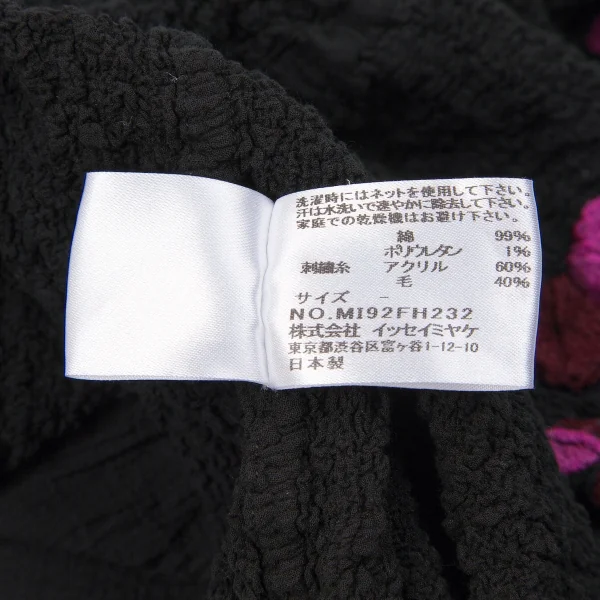 洗濯時にはネットを使用して下さい。
汗は水洗いで速やかに除去して下さい。
家庭での乾燥機はお避け下さい。
綿 99%
ポリウレタン 1%
刺繍糸 アクリル 60%
毛 40%
サイズ -
NO.MI92FH232
株式会社 イッセイミヤケ
東京都渋谷区富ヶ谷1-12-10
日本製